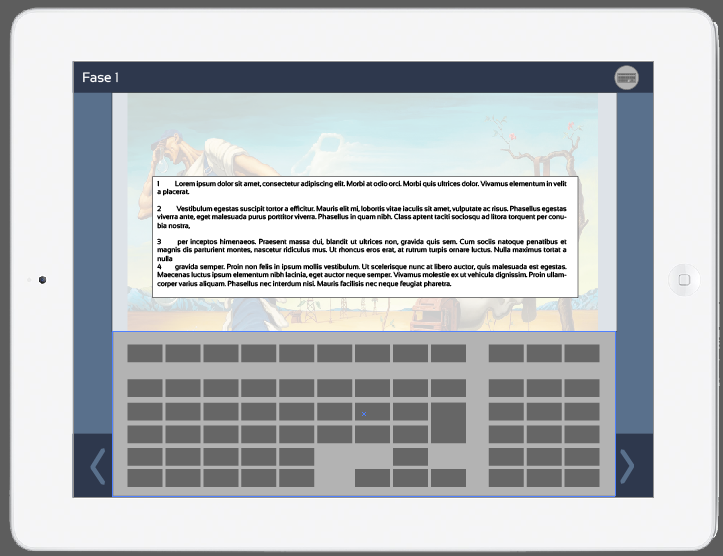 Fase 1
1 Lorem ipsum dolor sit amet, consectetur adipiscing elit. Morbi at odio orci. Morbi quis ultrices dolor. Vivamus elementum in velit
a placerat.
2 Vestibulum egestas suscipit tortor a efficitur. Mauris elit mi, lobortis vitae iaculis sit amet, vulputate ac risus. Phasellus egestas
viverra ante, eget malesuada purus porttitor viverra. Phasellus in quam nibh. Class aptent taciti sociosqu ad litora torquent per conu-
bia nostra,
3 per inceptos himenaeos. Praesent massa dui, blandit ut ultrices non, gravida quis sem. Cum sociis natoque penatibus et
magnis dis parturient montes, nascetur ridiculus mus. Ut rhoncus eros erat, at rutrum turpis ornare luctus. Nulla maximus tortor a
nulla
4 gravida semper. Proin non felis in ipsum mollis vestibulum. Ut scelerisque nunc at libero auctor, quis malesuada est egestas.
Maecenas luctus ipsum elementum nibh lacinia, eget auctor neque semper. Vivamus molestie ex ut vehicula dignissim. Proin ullam-
corper varius aliquam. Phasellus nec interdum nisi. Mauris facilisis nec neque feugiat pharetra.